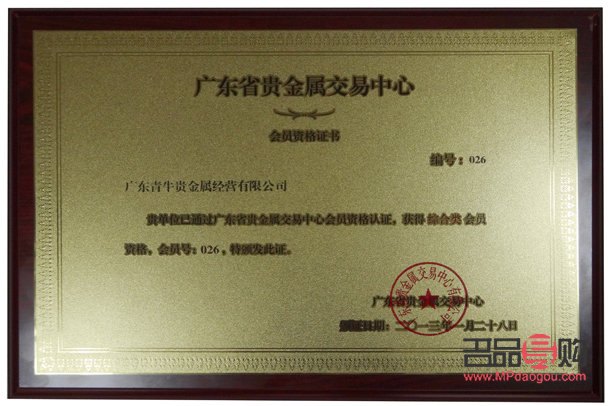 广东省贵金属交易中心
会员资格证书
编号：026
广东青牛贵金属经营有限公司
贵单位已通过广东省贵金属交易中心会员资格认证，获得 综合类 会员
资格，会员号：026，特颁发此证。
广东省贵金属交易中心
颁证日期：二〇一三年一月二十八日
名品导购
www.MPdaogou.com